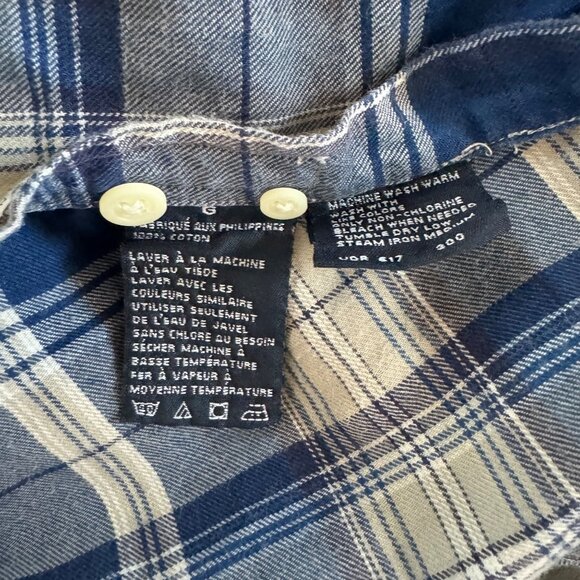 G
FABRIQUÉ AUX PHILIPPINES
100% COTON
LAVER À LA MACHINE
À L'EAU TIÈDE
LAVER AVEC LES
COULEURS SIMILAIRE
UTILISER SEULEMENT
DE L'EAU DE JAVEL
SANS CHLORE AU BESOIN
SÉCHER MACHINE À
BASSE TEMPÉRATURE
FER À VAPEUR À
MOYENNE TEMPÉRATURE
MACHINE WASH WARM
WASH WITH
LIKE COLORS
ONLY NON-CHLORINE
BLEACH WHEN NEEDED
TUMBLE DRY LOW
STEAM IRON MEDIUM
617 300